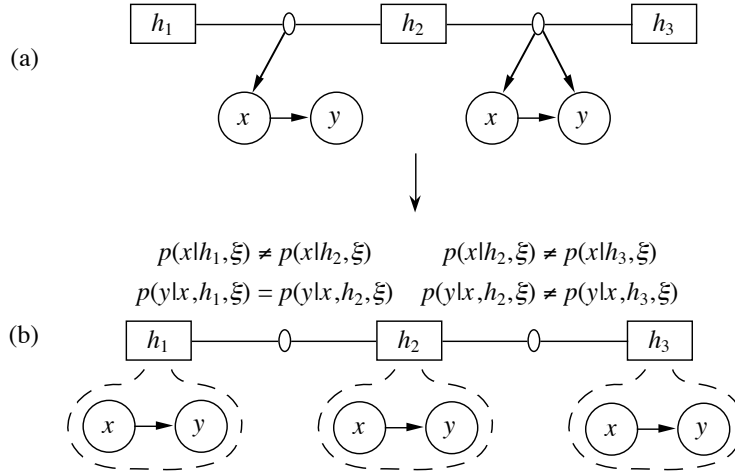 h₁ h₂ h₃
(a)
x y x y
p(x|h₁,ξ) ≠ p(x|h₂,ξ) p(x|h₂,ξ) ≠ p(x|h₃,ξ)
p(y|x,h₁,ξ) = p(y|x,h₂,ξ) p(y|x,h₂,ξ) ≠ p(y|x,h₃,ξ)
(b)
h₁ h₂ h₃
x y x y x y